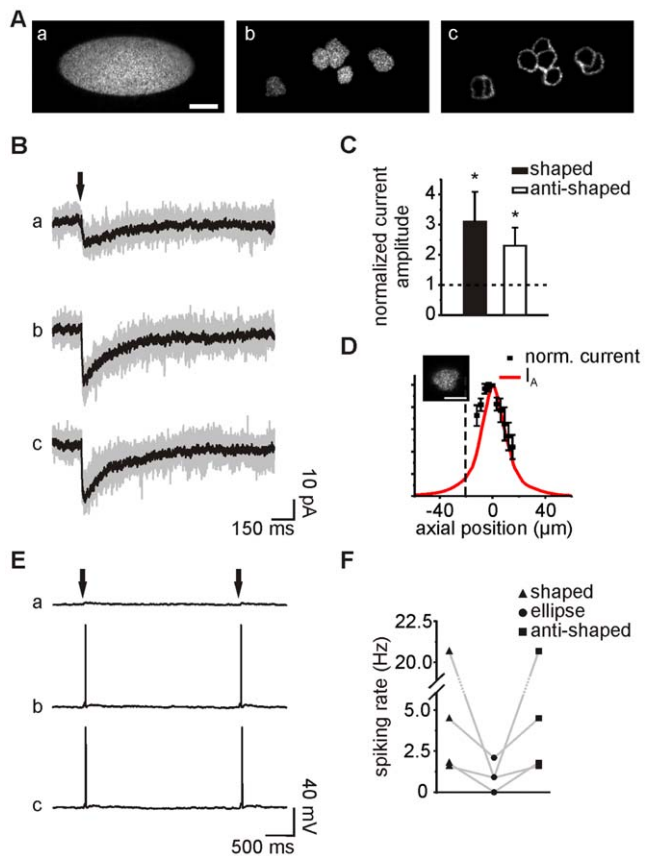 A
a
b
c
B
a
b
c
10 pA
150 ms
C
shaped
anti-shaped
*
*
normalized current
amplitude
4
3
2
1
0
D
norm. current
I_A
-40
0
40
axial position (µm)
E
a
b
c
40 mV
500 ms
F
shaped
ellipse
anti-shaped
spiking rate (Hz)
22.5
20.0
5.0
2.5
0